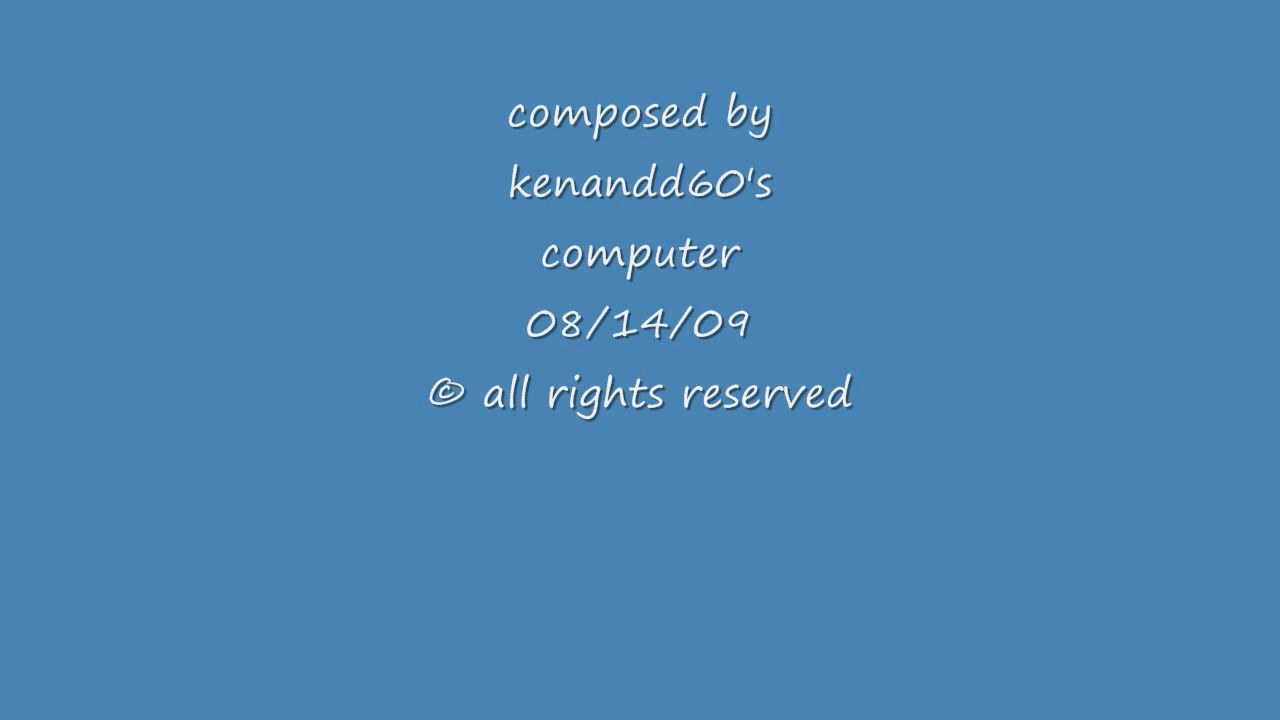 composed by
kenandd60's
computer
08/14/09
© all rights reserved